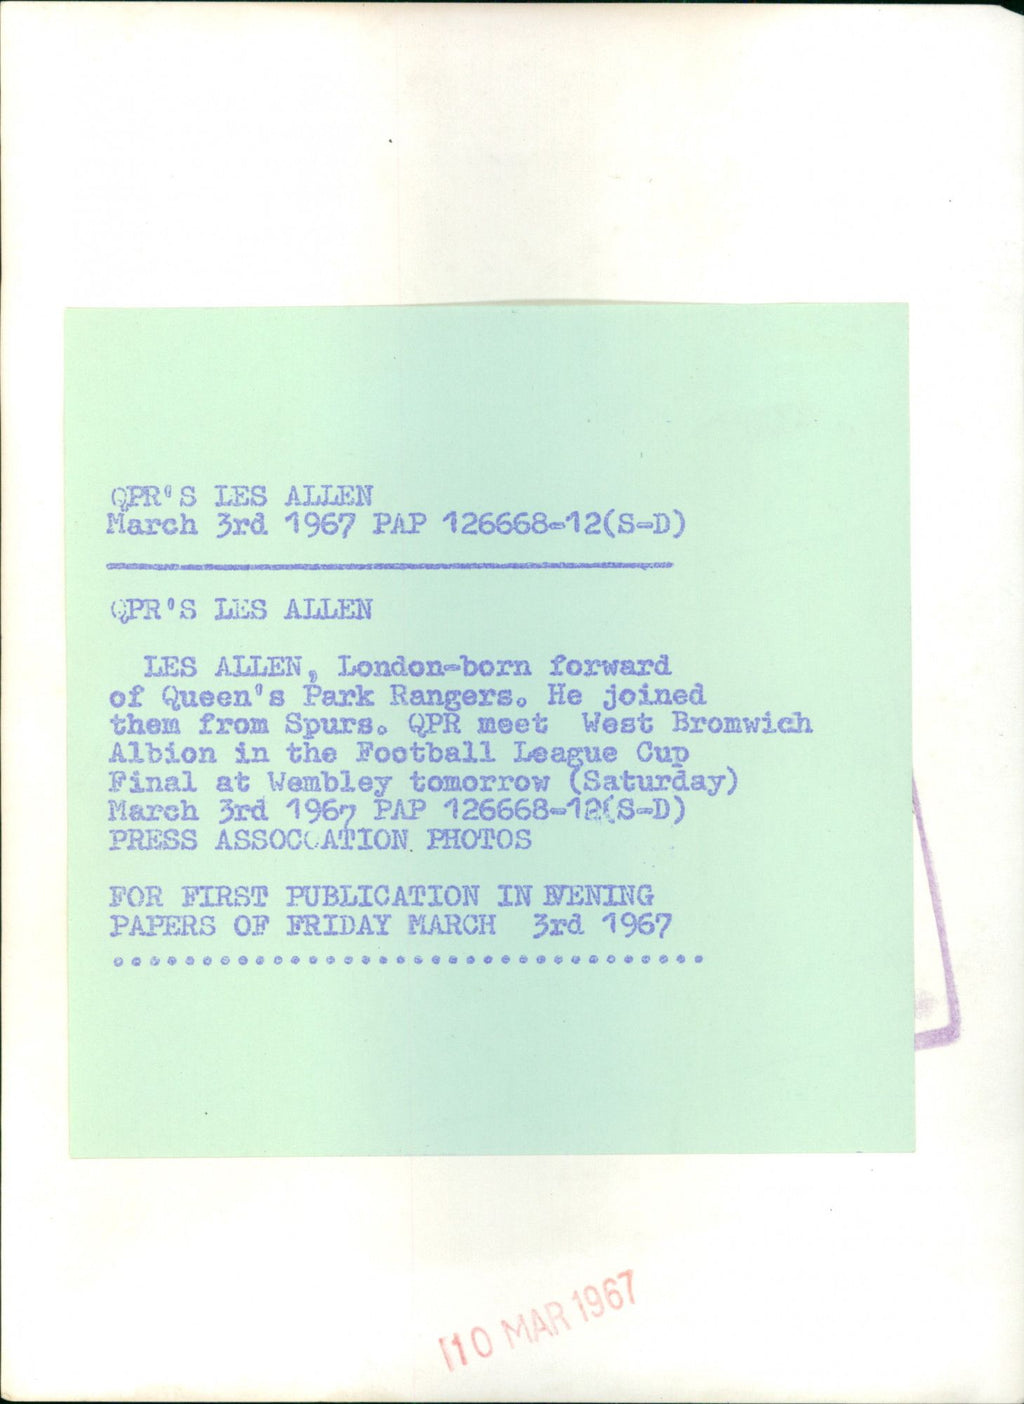 QPR'S LES ALLEN
March 3rd 1967 PAP 126668-12(S-D)
QPR'S LES ALLEN
LES ALLEN, London-born forward
of Queen's Park Rangers. He joined
them from Spurs. QPR meet West Bromwich
Albion in the Football League Cup
Final at Wembley tomorrow (Saturday)
March 3rd 1967 PAP 126668-12(S-D)
PRESS ASSOCCATION PHOTOS
FOR FIRST PUBLICATION IN EVENING
PAPERS OF FRIDAY MARCH 3rd 1967
..................................
10 MAR 1967